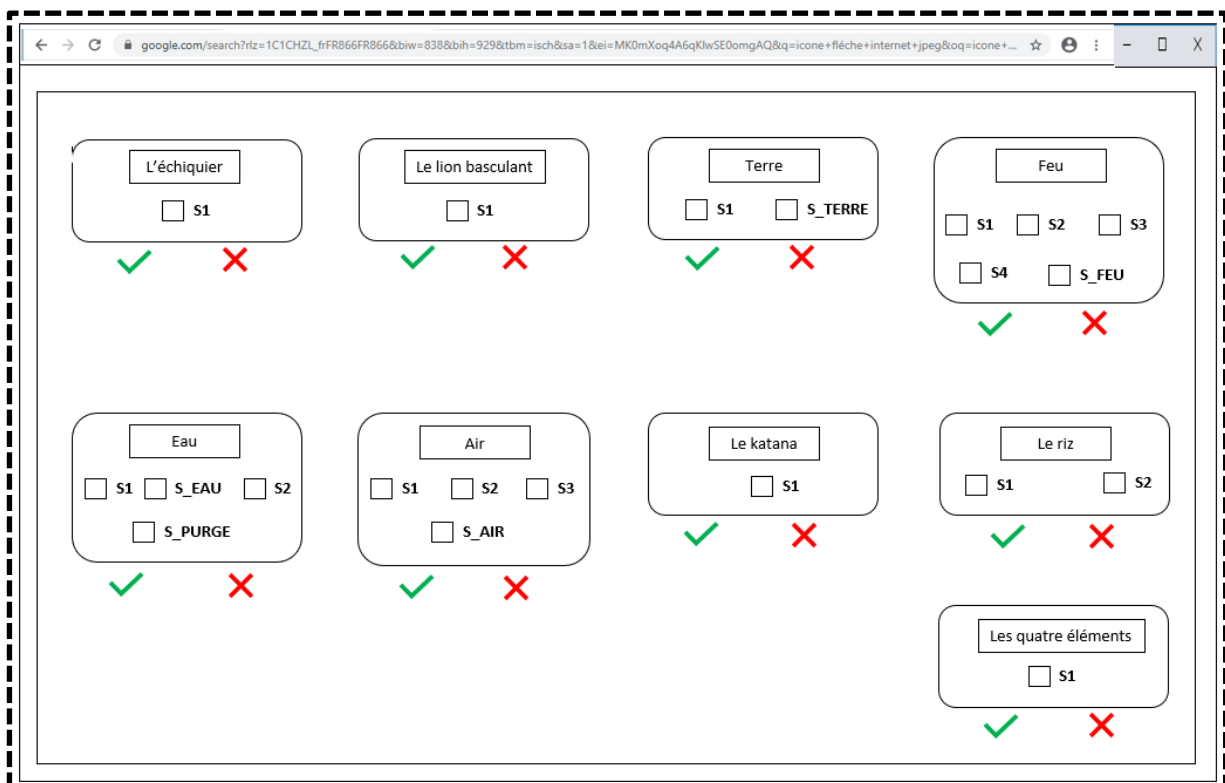 google.com/search?rlz=1C1CHZL_frFR866FR866&biw=838&bih=929&tbm=isch&sa=1&ei=MK0mXoq4A6qKlwSE0omgAQ&q=icone+fléche+internet+jpeg&oq=icone+...
L'échiquier
S1
Le lion basculant
S1
Terre
S1 S_TERRE
Feu
S1 S2 S3
S4 S_FEU
Eau
S1 S_EAU S2
S_PURGE
Air
S1 S2 S3
S_AIR
Le katana
S1
Le riz
S1 S2
Les quatre éléments
S1